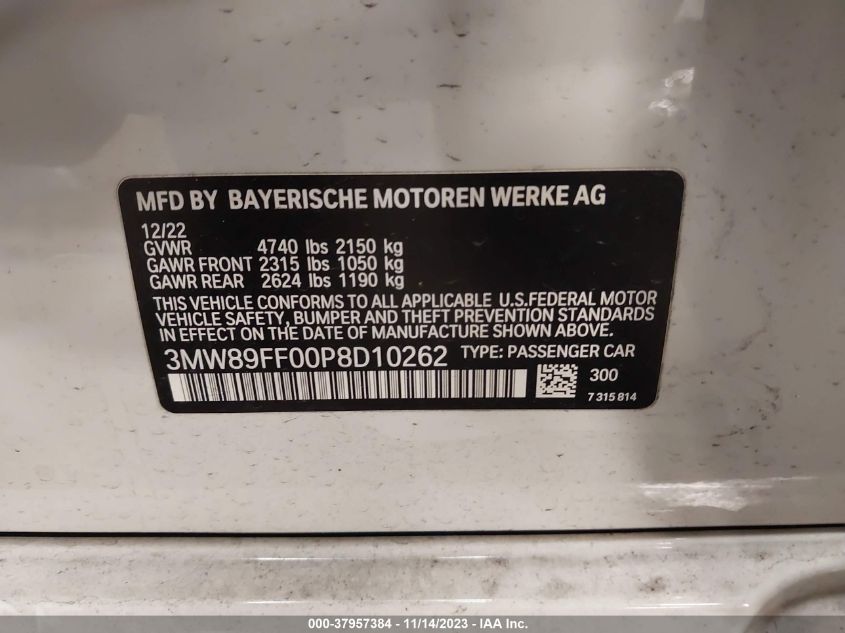 MFD BY BAYERISCHE MOTOREN WERKE AG
12/22
GVWR 4740 lbs 2150 kg
GAWR FRONT 2315 lbs 1050 kg
GAWR REAR 2624 lbs 1190 kg
THIS VEHICLE CONFORMS TO ALL APPLICABLE U.S.FEDERAL MOTOR
VEHICLE SAFETY, BUMPER AND THEFT PREVENTION STANDARDS
IN EFFECT ON THE DATE OF MANUFACTURE SHOWN ABOVE.
3MW89FF00P8D10262 TYPE: PASSENGER CAR
300
7 315 814
000-37957384 - 11/14/2023 - IAA Inc.